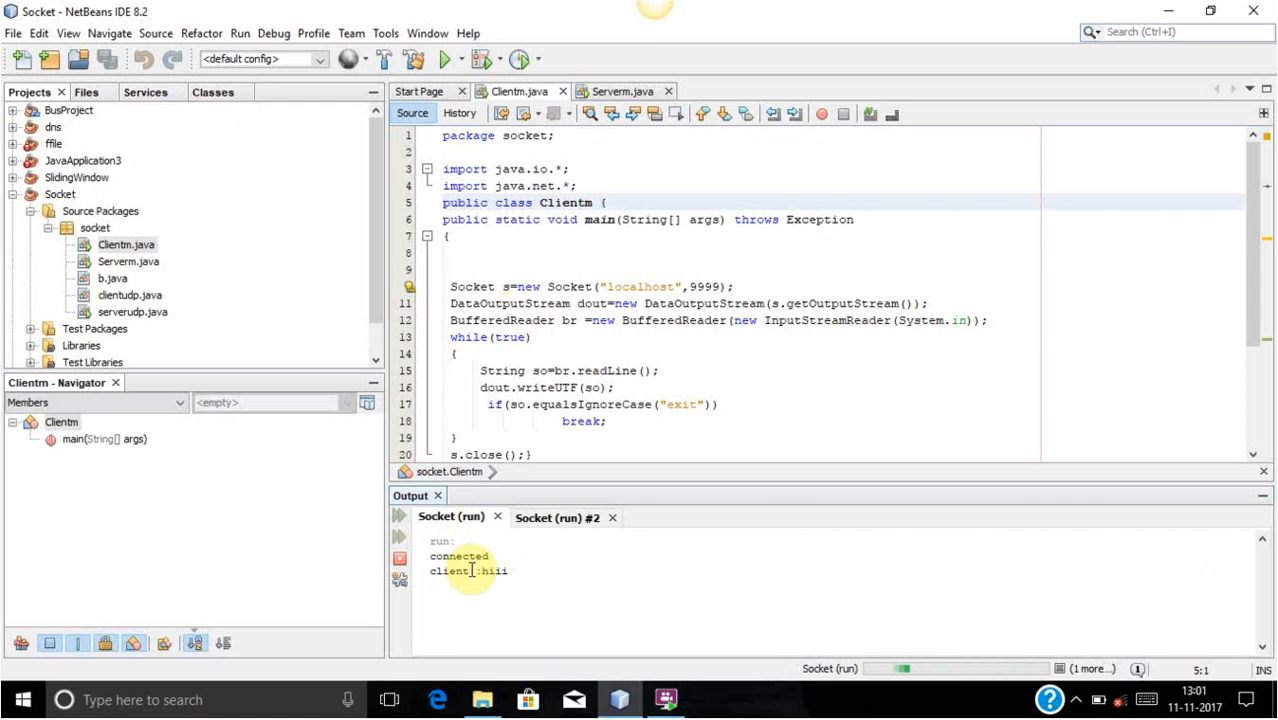 Socket - NetBeans IDE 8.2
File Edit View Navigate Source Refactor Run Debug Profile Team Tools Window Help
Search (Ctrl+I)
<default config>
Projects Files Services Classes
Start Page Clientm.java Serverm.java
Source History
BusProject
dns
ffile
JavaApplication3
SlidingWindow
Socket
Source Packages
socket
Clientm.java
Serverm.java
b.java
clientudp.java
serverudp.java
Test Packages
Libraries
Test Libraries
1 package socket;
2
3 import java.io.*;
4 import java.net.*;
5 public class Clientm {
6 public static void main(String[] args) throws Exception
7 {
8
9
Socket s=new Socket("localhost",9999);
11 DataOutputStream dout=new DataOutputStream(s.getOutputStream());
12 BufferedReader br =new BufferedReader(new InputStreamReader(System.in));
13 while(true)
14 {
15 String so=br.readLine();
16 dout.writeUTF(so);
17 if(so.equalsIgnoreCase("exit"))
18 break;
19 }
20 s.close();}
socket.Clientm
Clientm - Navigator
Members <empty>
Clientm
main(String[] args)
Output
Socket (run) Socket (run) #2
run:
connected
client :hiii
Socket (run) (1 more...) 5:1 INS
Type here to search
13:01
11-11-2017